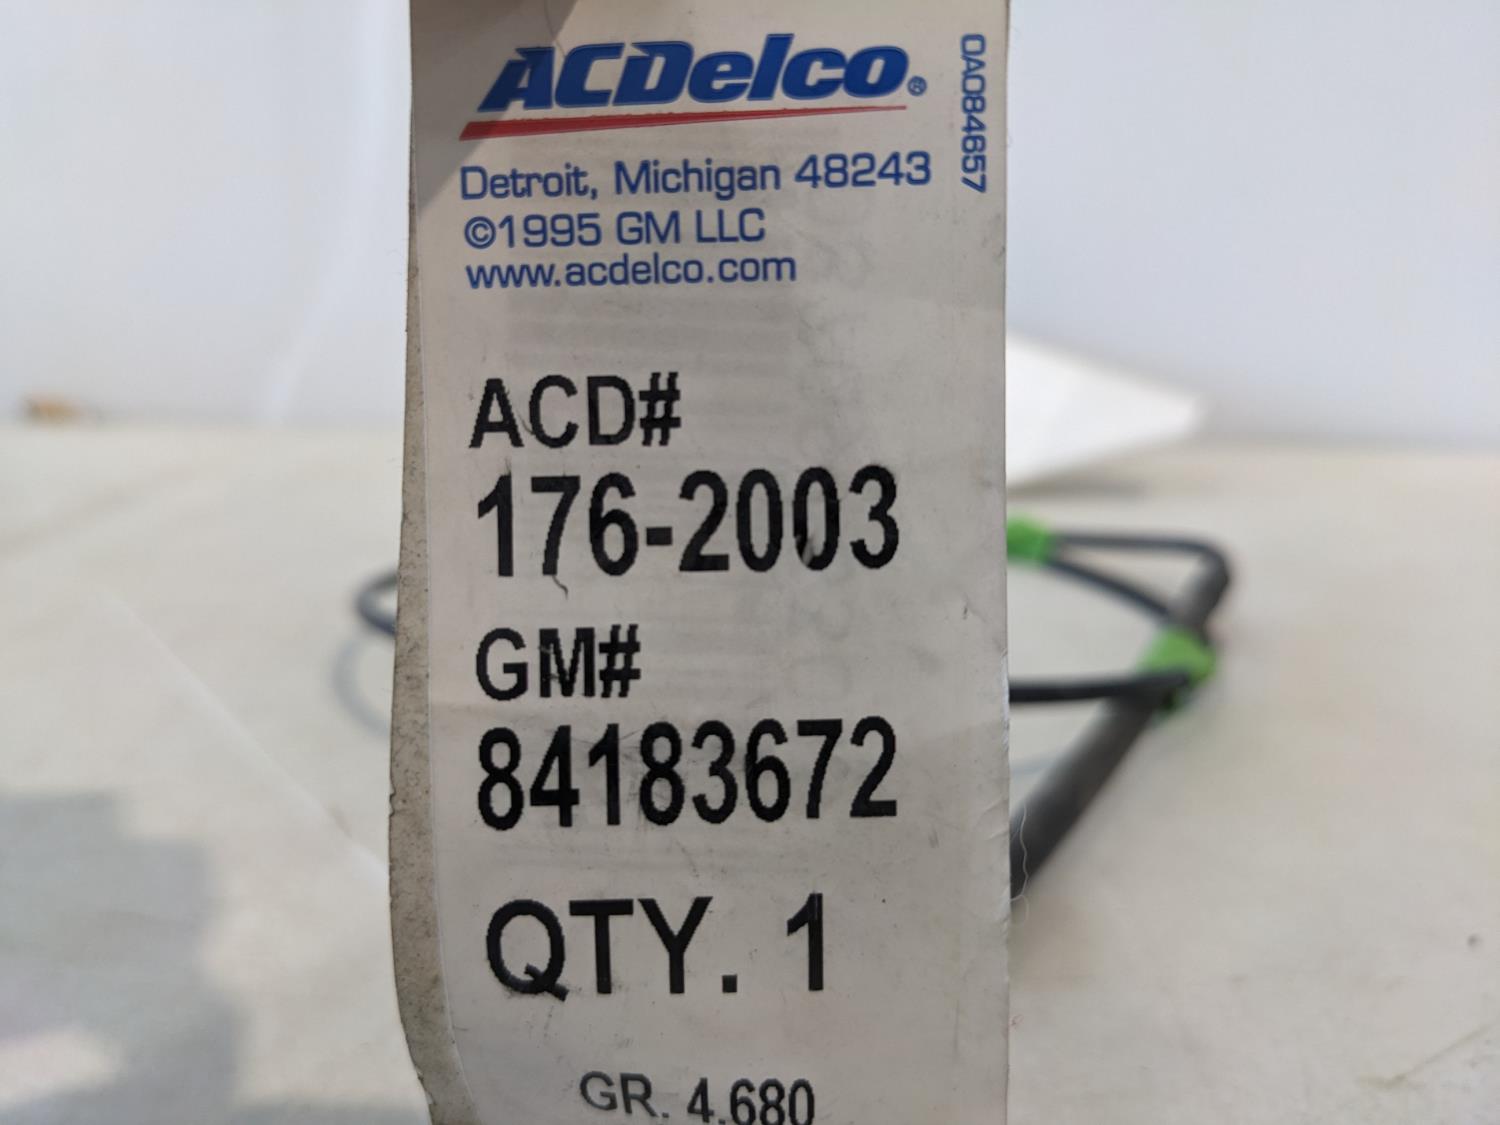 ACDelco®
0A084657
Detroit, Michigan 48243
©1995 GM LLC
www.acdelco.com
ACD#
176-2003
GM#
84183672
QTY. 1
GR. 4.680